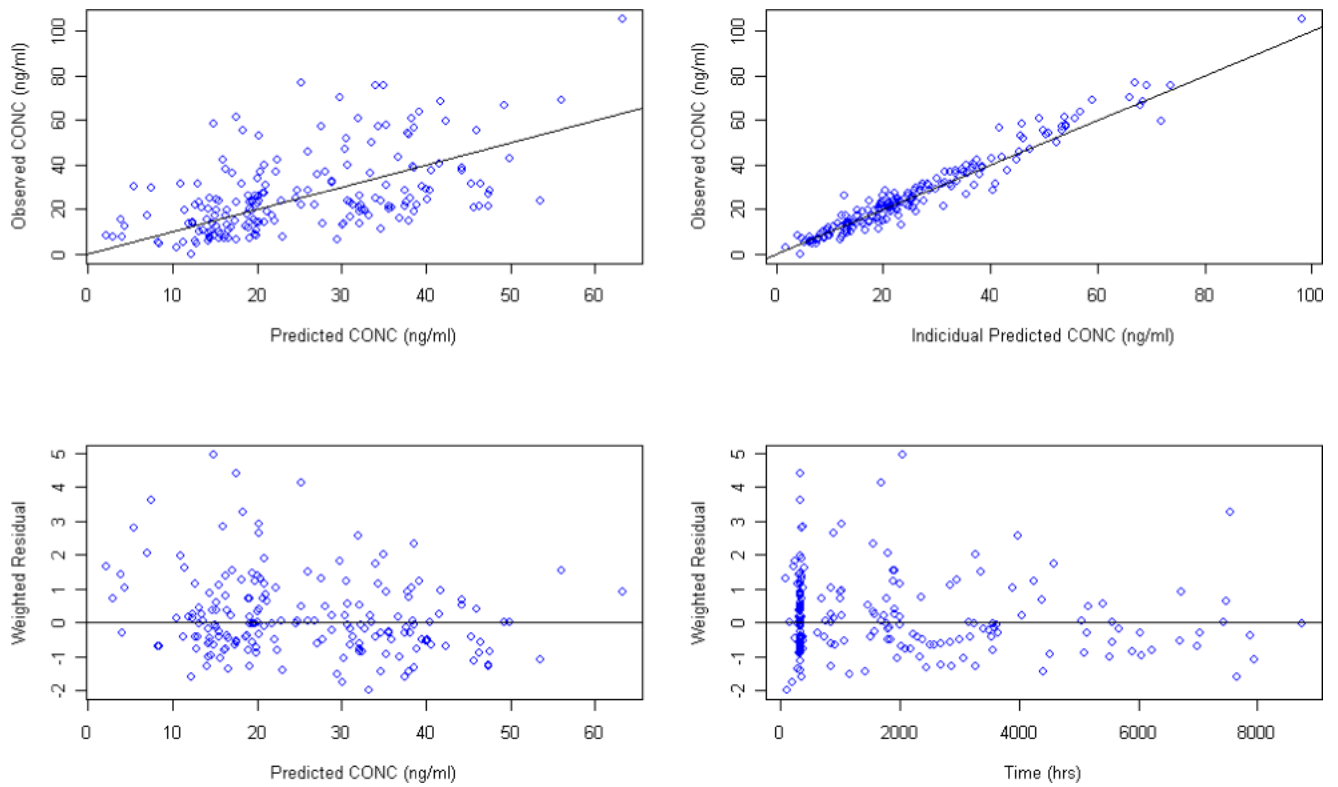 Observed CONC (ng/ml)
0 20 40 60 80 100
0 10 20 30 40 50 60
Predicted CONC (ng/ml)
Observed CONC (ng/ml)
0 20 40 60 80 100
0 20 40 60 80 100
Indicidual Predicted CONC (ng/ml)
Weighted Residual
-2 -1 0 1 2 3 4 5
0 10 20 30 40 50 60
Predicted CONC (ng/ml)
Weighted Residual
-2 -1 0 1 2 3 4 5
0 2000 4000 6000 8000
Time (hrs)